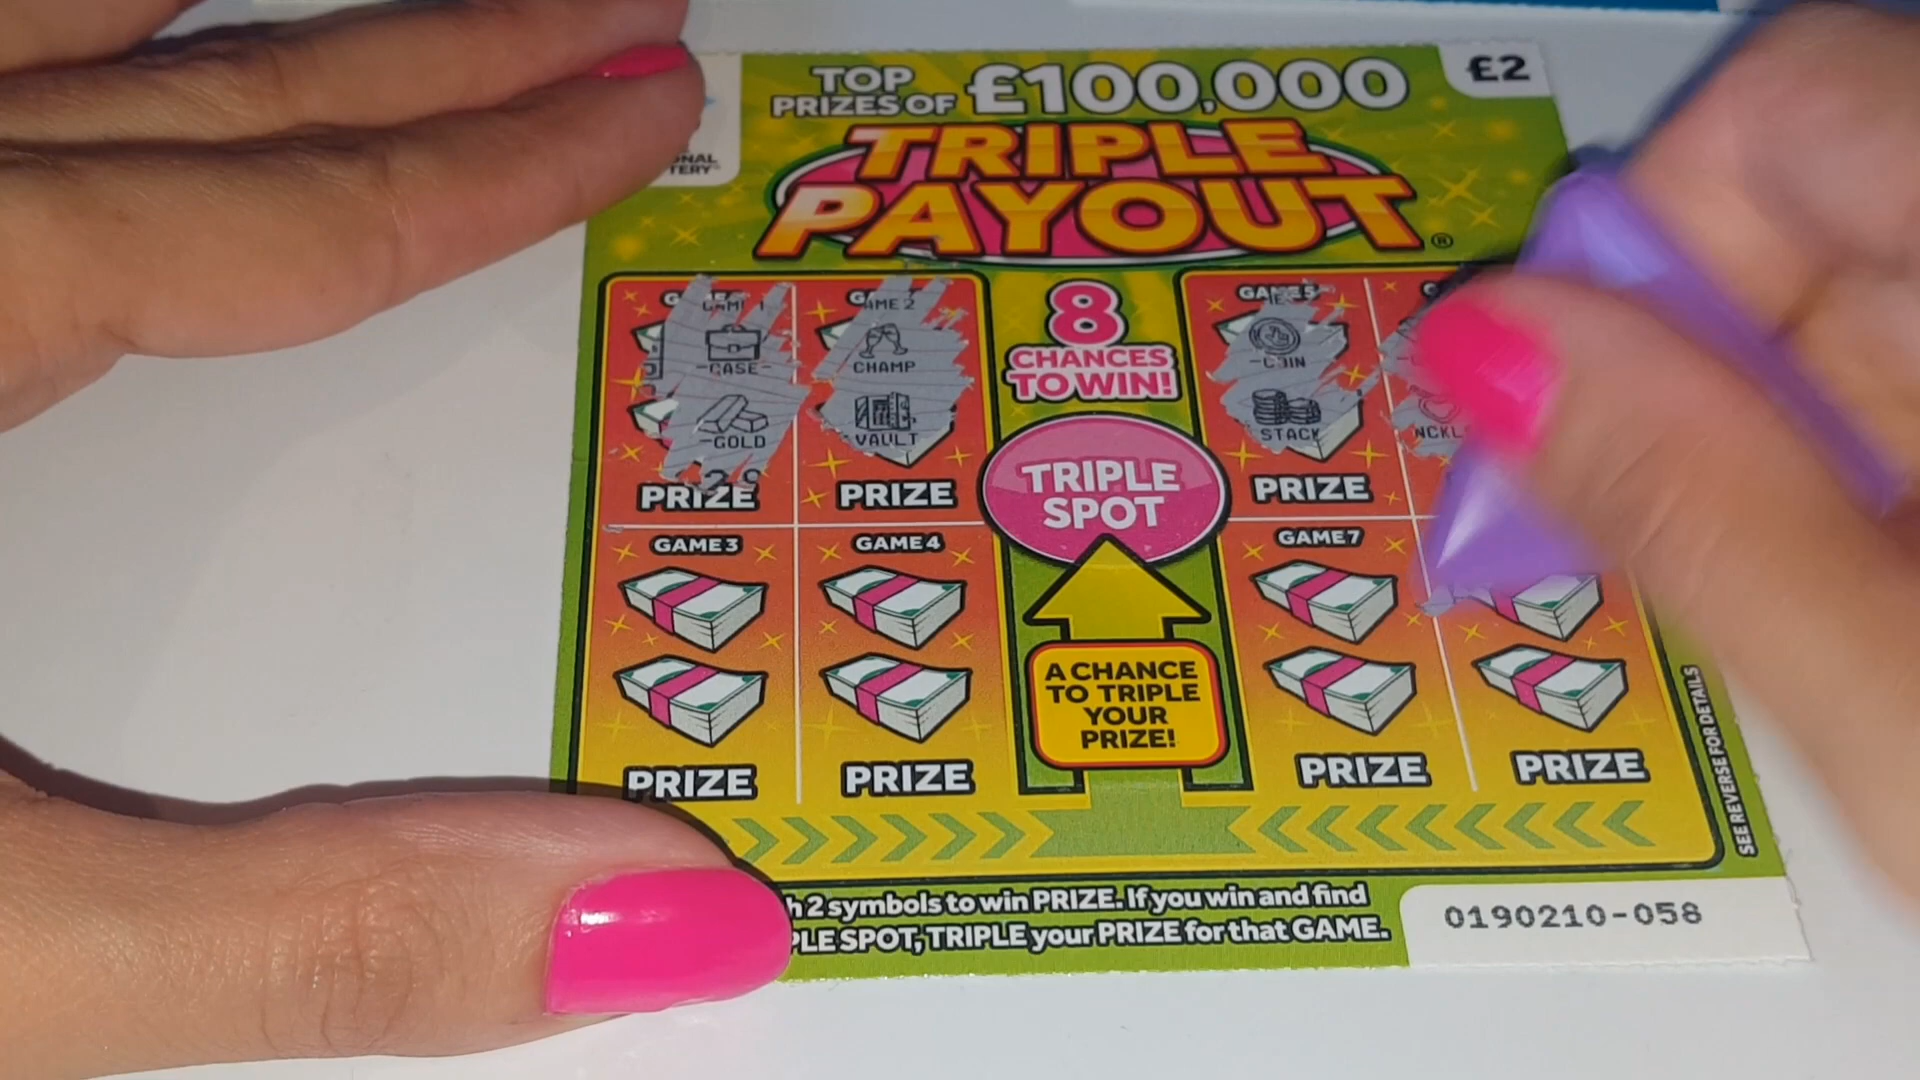 TOP
PRIZES OF £100,000
£2
TRIPLE
PAYOUT®
GAME 1
CASE
GOLD
PRIZE
GAME 2
CHAMP
VAULT
PRIZE
8
CHANCES
TO WIN!
TRIPLE
SPOT
GAME 5
STACK
PRIZE
GAME 3
PRIZE
GAME 4
PRIZE
A CHANCE
TO TRIPLE
YOUR
PRIZE!
GAME 7
PRIZE
PRIZE
SEE REVERSE FOR DETAILS
2 symbols to win PRIZE. If you win and find
SPOT, TRIPLE your PRIZE for that GAME.
0190210-058